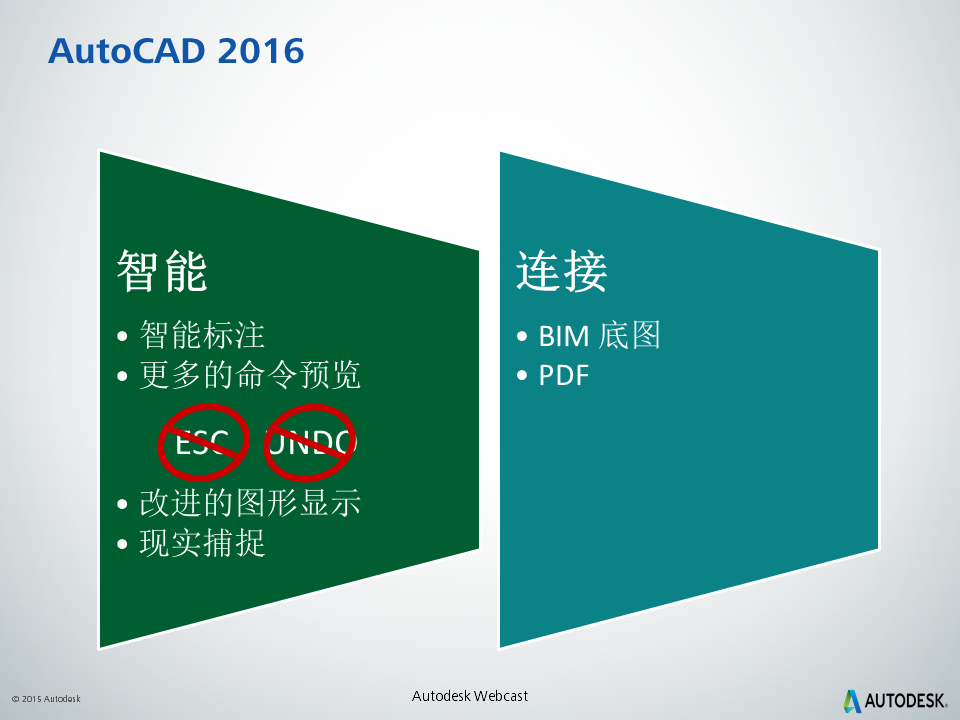 AutoCAD 2016
智能
• 智能标注
• 更多的命令预览
ESC UNDO
• 改进的图形显示
• 现实捕捉
连接
• BIM 底图
• PDF
© 2015 Autodesk
Autodesk Webcast
AUTODESK.